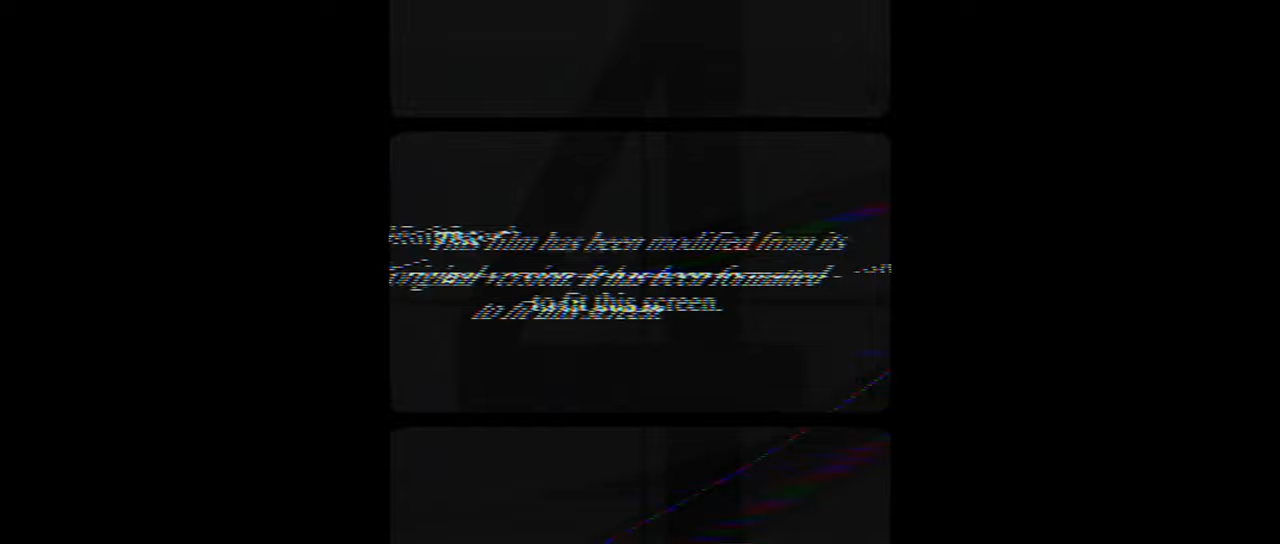 This film has been modified from its
original version. It has been formatted
to fit this screen.